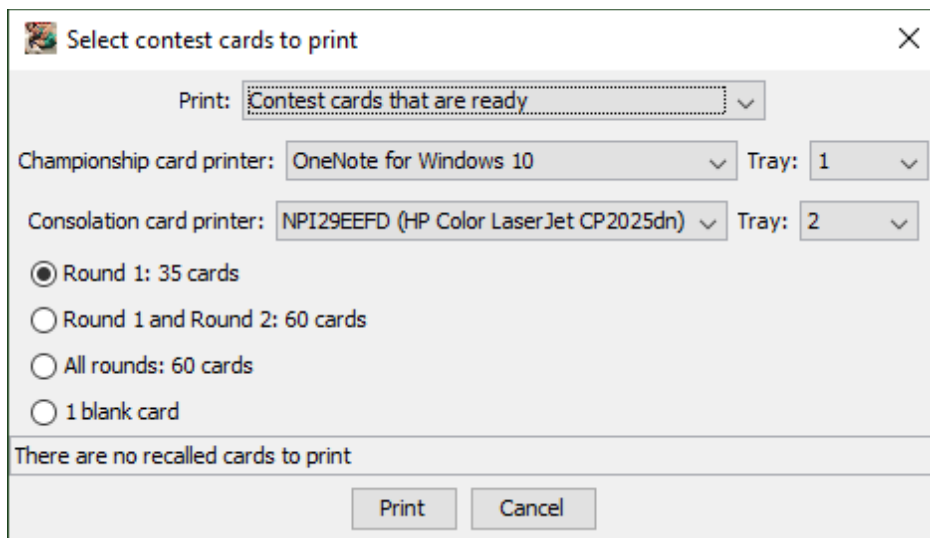 Select contest cards to print
Print: Contest cards that are ready
Championship card printer: OneNote for Windows 10 Tray: 1
Consolation card printer: NPI29EEFD (HP Color LaserJet CP2025dn) Tray: 2
Round 1: 35 cards
Round 1 and Round 2: 60 cards
All rounds: 60 cards
1 blank card
There are no recalled cards to print
Print Cancel